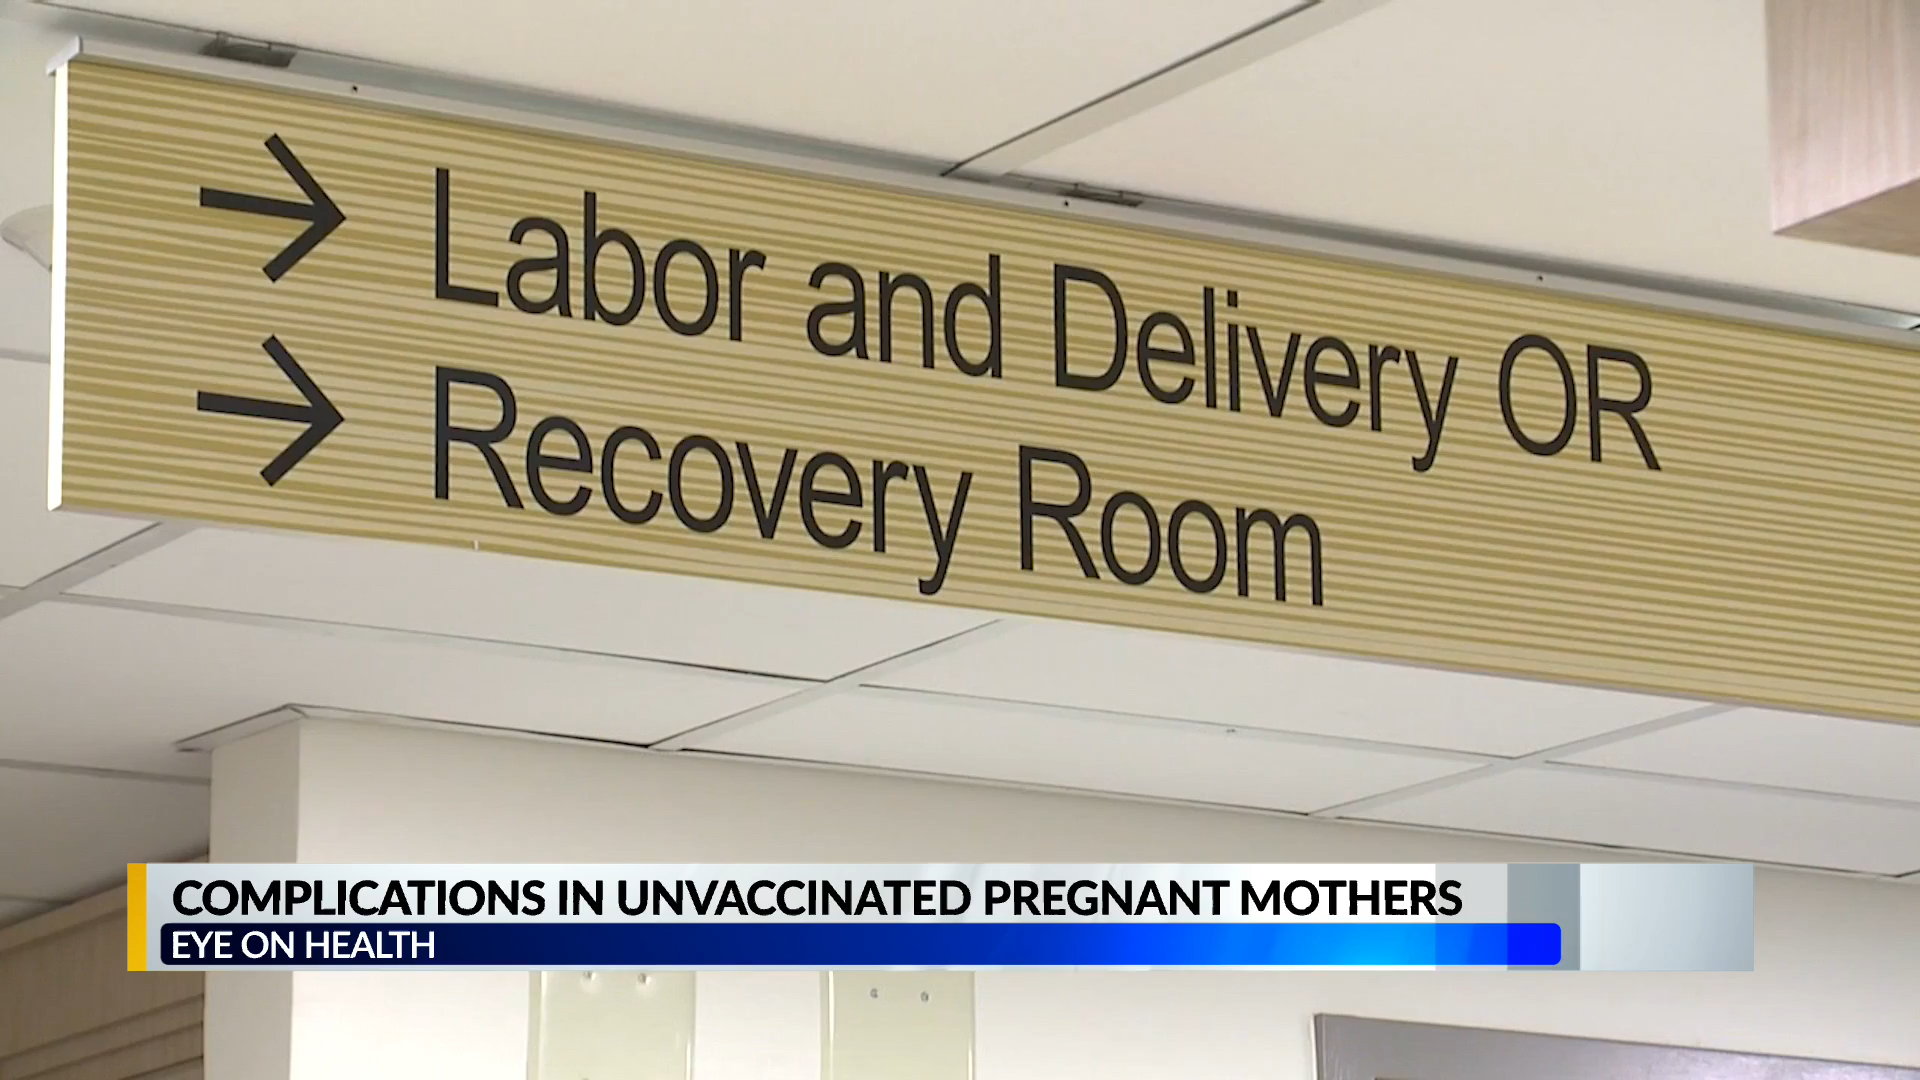 Labor and Delivery OR
Recovery Room
COMPLICATIONS IN UNVACCINATED PREGNANT MOTHERS
EYE ON HEALTH